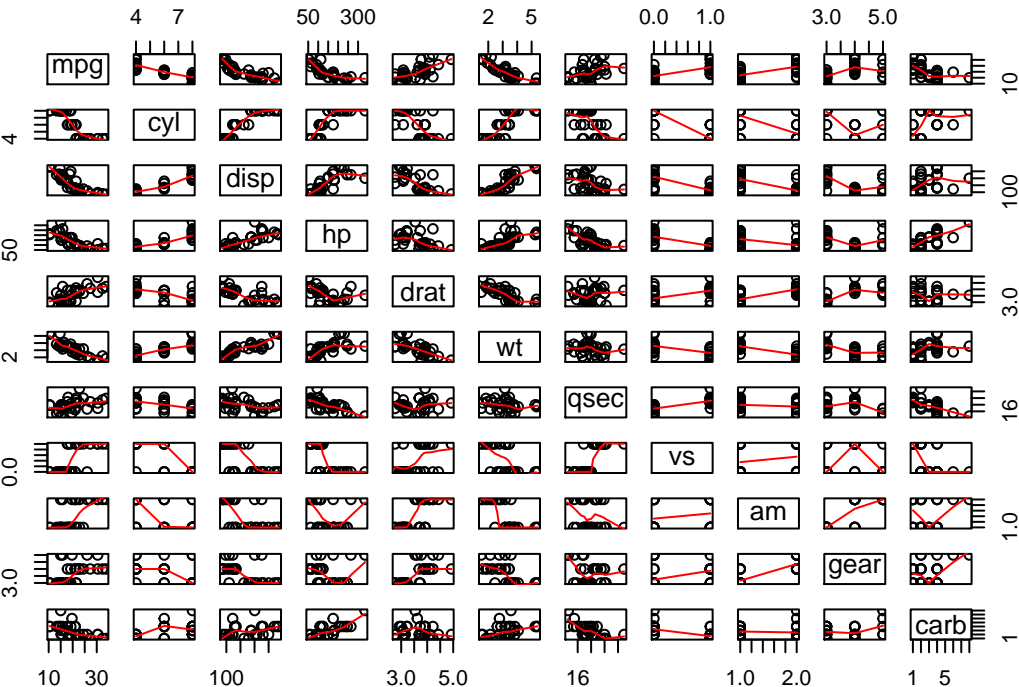 4 7 50 300 2 5 0.0 1.0 3.0 5.0
mpg 10
4 cyl
disp 100
50 hp
drat 3.0
2 wt
qsec 16
0.0 vs
am 1.0
3.0 gear
carb 1
10 30 100 3.0 5.0 16 1.0 2.0 1 5